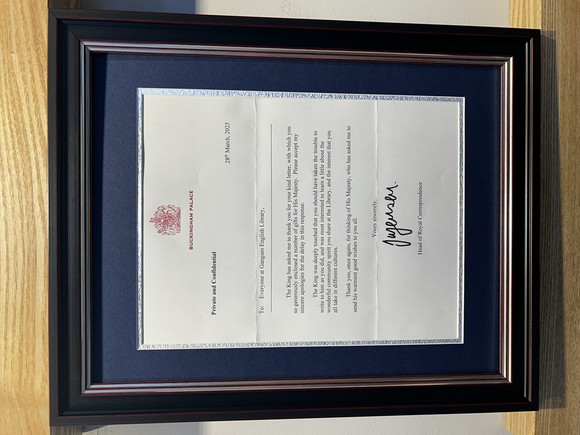 BUCKINGHAM PALACE
Private and Confidential
28th March, 2025
To: Everyone at Gangseo English Library,
The King has asked me to thank you for your kind letter, with which you
so generously enclosed a number of gifts for His Majesty. Please accept my
sincere apologies for the delay in this response.
The King was deeply touched that you should have taken the trouble to
write to him as you did, and was most interested to learn a little about the
wonderful community spirit you share at the Library, and the interest that you
all take in different cultures.
Thank you, once again, for thinking of His Majesty, who has asked me to
send his warmest good wishes to you all.
Yours sincerely,
Head of Royal Correspondence